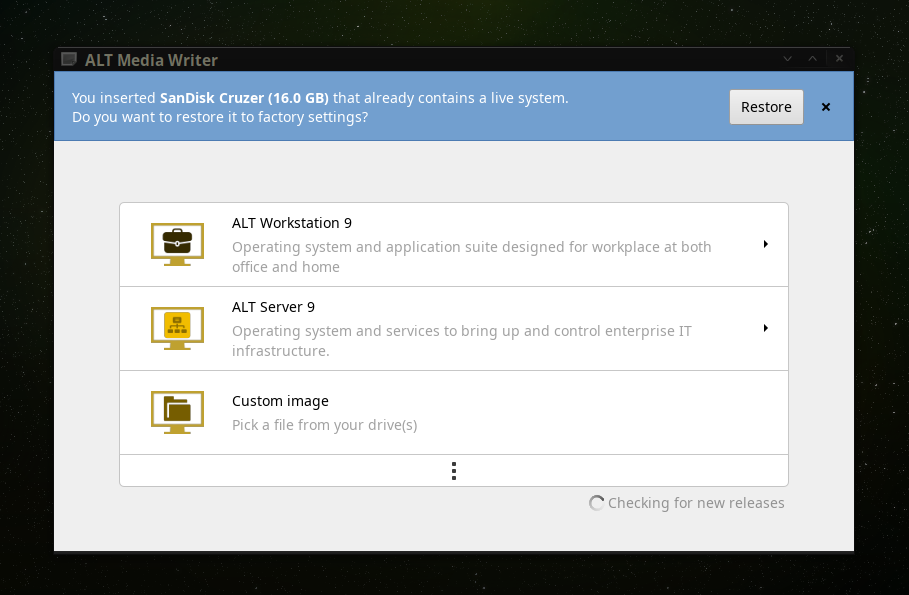 ALT Media Writer
You inserted SanDisk Cruzer (16.0 GB) that already contains a live system.
Do you want to restore it to factory settings?
Restore
ALT Workstation 9
Operating system and application suite designed for workplace at both
office and home
ALT Server 9
Operating system and services to bring up and control enterprise IT
infrastructure.
Custom image
Pick a file from your drive(s)
Checking for new releases